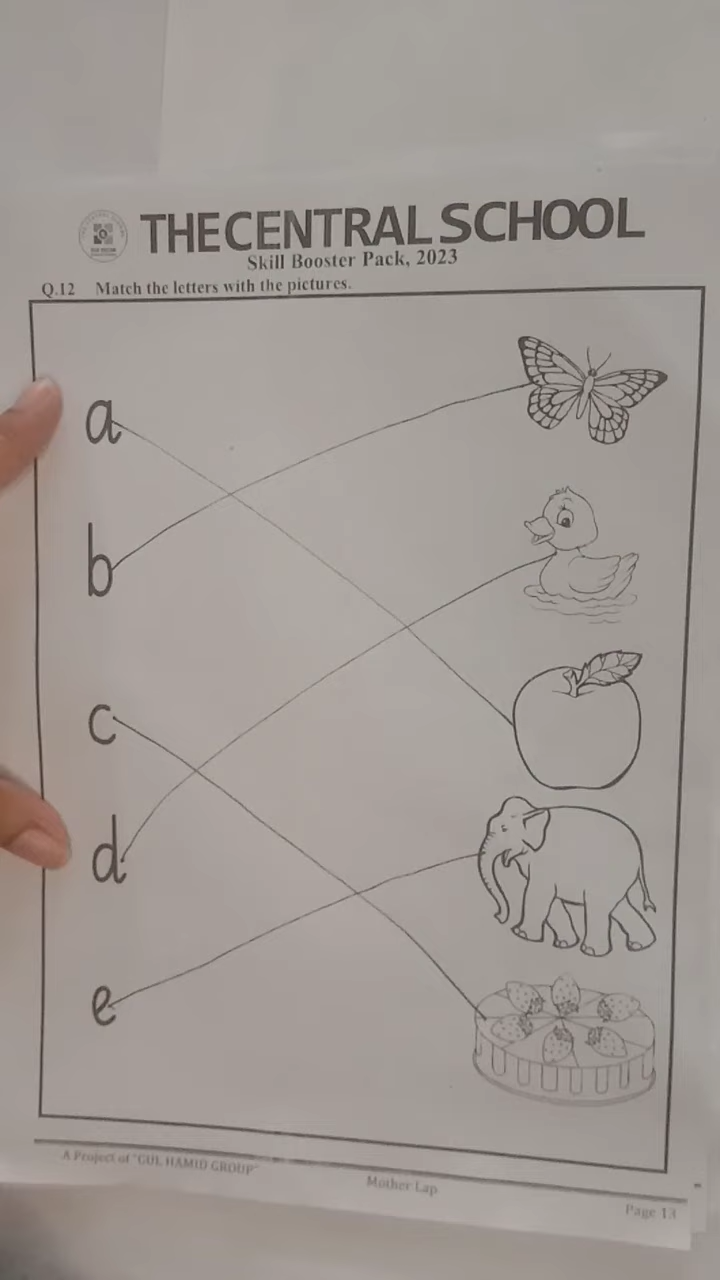 THE CENTRAL SCHOOL
Skill Booster Pack, 2023
Q.12 Match the letters with the pictures.
a
b
c
d
e
A Project of "GUL HAMID GROUP"
Mother Lap
Page 13